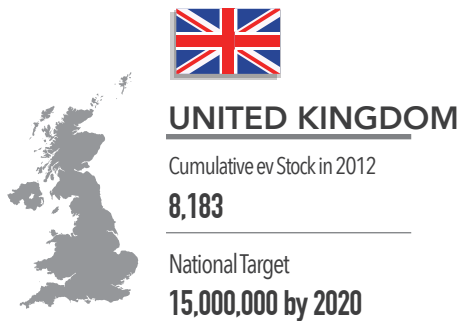 UNITED KINGDOM
Cumulative ev Stock in 2012
8,183
National Target
15,000,000 by 2020